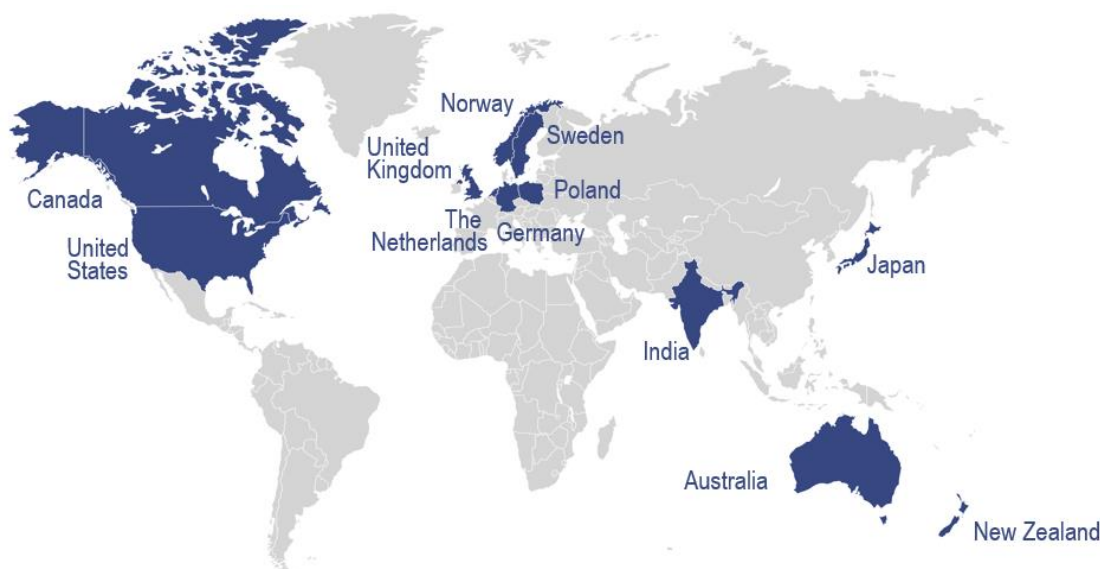 Norway
Sweden
United
Kingdom
Canada
Poland
The
Netherlands
Germany
United
States
Japan
India
Australia
New Zealand